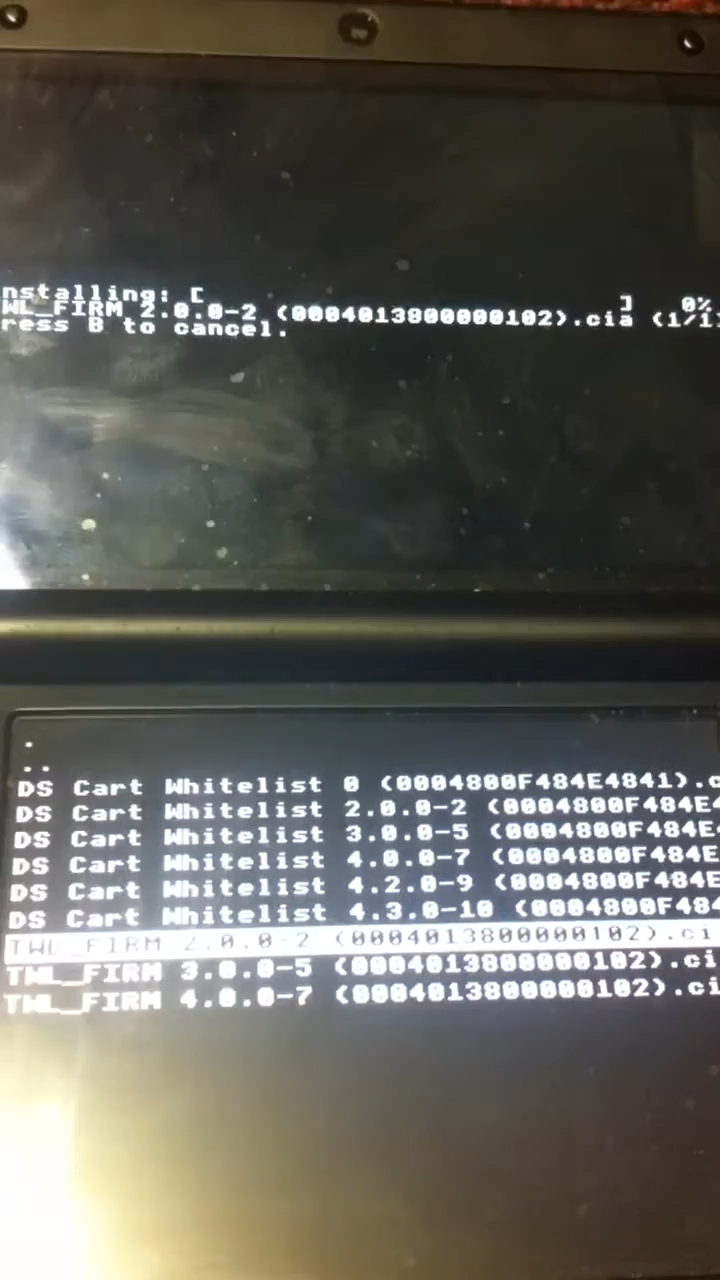 nstalling: [ ] 0%
WL_FIRM 2.0.0-2 (0004013800000102).cia (1/1
ress B to cancel.
.
..
DS Cart Whitelist 0 (0004800F484E4841).c
DS Cart Whitelist 2.0.0-2 (0004800F484E4
DS Cart Whitelist 3.0.0-5 (0004800F484E4
DS Cart Whitelist 4.0.0-7 (0004800F484E
DS Cart Whitelist 4.2.0-9 (0004800F484E
DS Cart Whitelist 4.3.0-10 (0004800F484
TWL_FIRM 2.0.0-2 (0004013800000102).ci
TWL_FIRM 3.0.0-5 (0004013800000102).ci
TWL_FIRM 4.0.0-7 (0004013800000102).ci